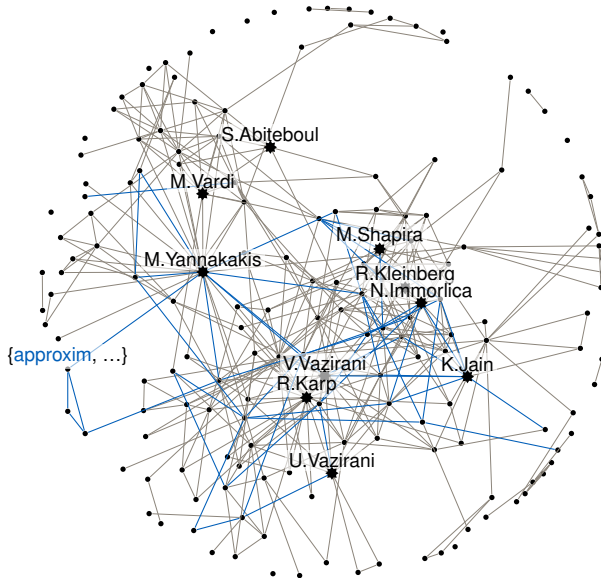 S.Abiteboul
M.Vardi
M.Shapira
M.Yannakakis
R.Kleinberg
N.Immorlica
{approxim, ...}
V.Vazirani
K.Jain
R.Karp
U.Vazirani